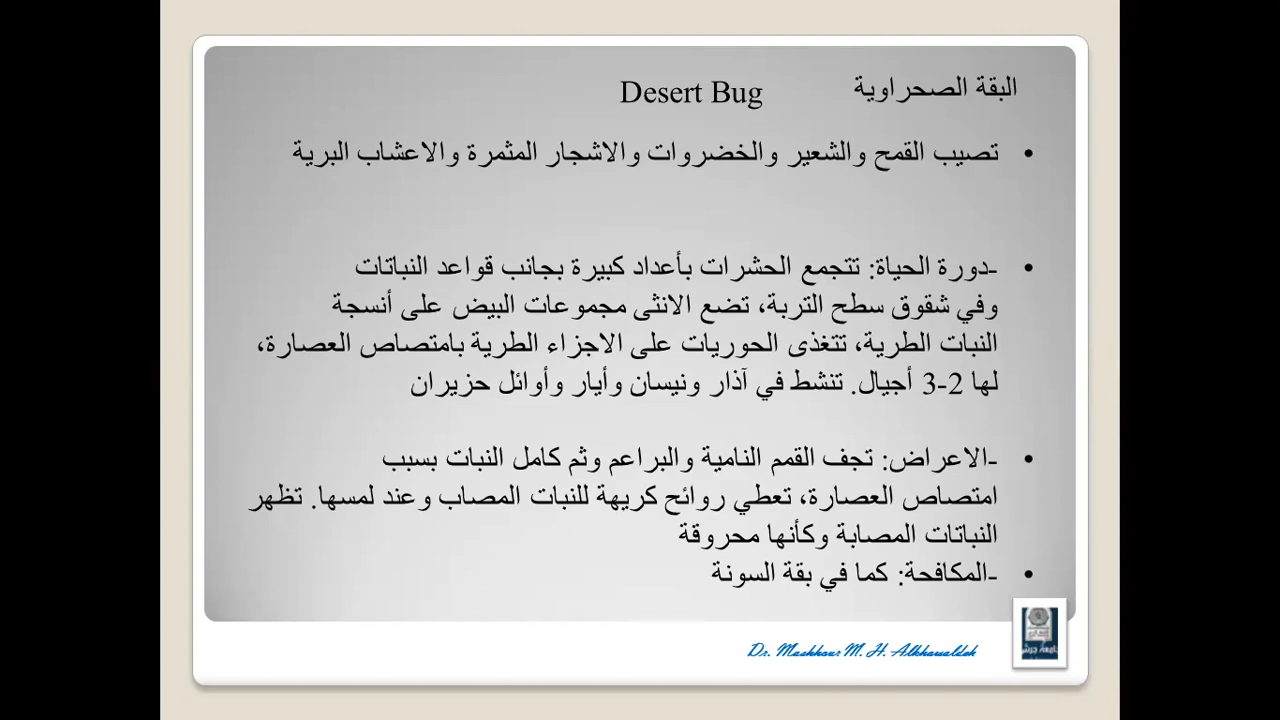 البقة الصحراوية Desert Bug
• تصيب القمح والشعير والخضروات والاشجار المثمرة والاعشاب البرية
• -دورة الحياة: تتجمع الحشرات بأعداد كبيرة بجانب قواعد النباتات
وفي شقوق سطح التربة، تضع الانثى مجموعات البيض على أنسجة
النبات الطرية، تتغذى الحوريات على الاجزاء الطرية بامتصاص العصارة،
لها 2-3 أجيال. تنشط في آذار ونيسان وأيار وأوائل حزيران
• -الاعراض: تجف القمم النامية والبراعم وثم كامل النبات بسبب
امتصاص العصارة، تعطي روائح كريهة للنبات المصاب وعند لمسها. تظهر
النباتات المصابة وكأنها محروقة
• -المكافحة: كما في بقة السونة
Dr. Mashhour M. H. Alkhawaldeh